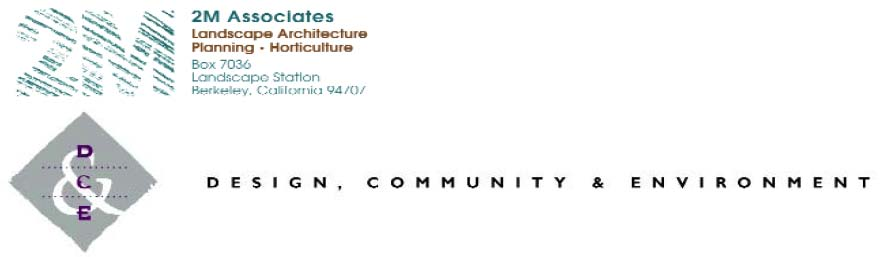 2M
2M Associates
Landscape Architecture
Planning - Horticulture
Box 7036
Landscape Station
Berkeley, California 94707
D
C
&
E
DESIGN, COMMUNITY & ENVIRONMENT